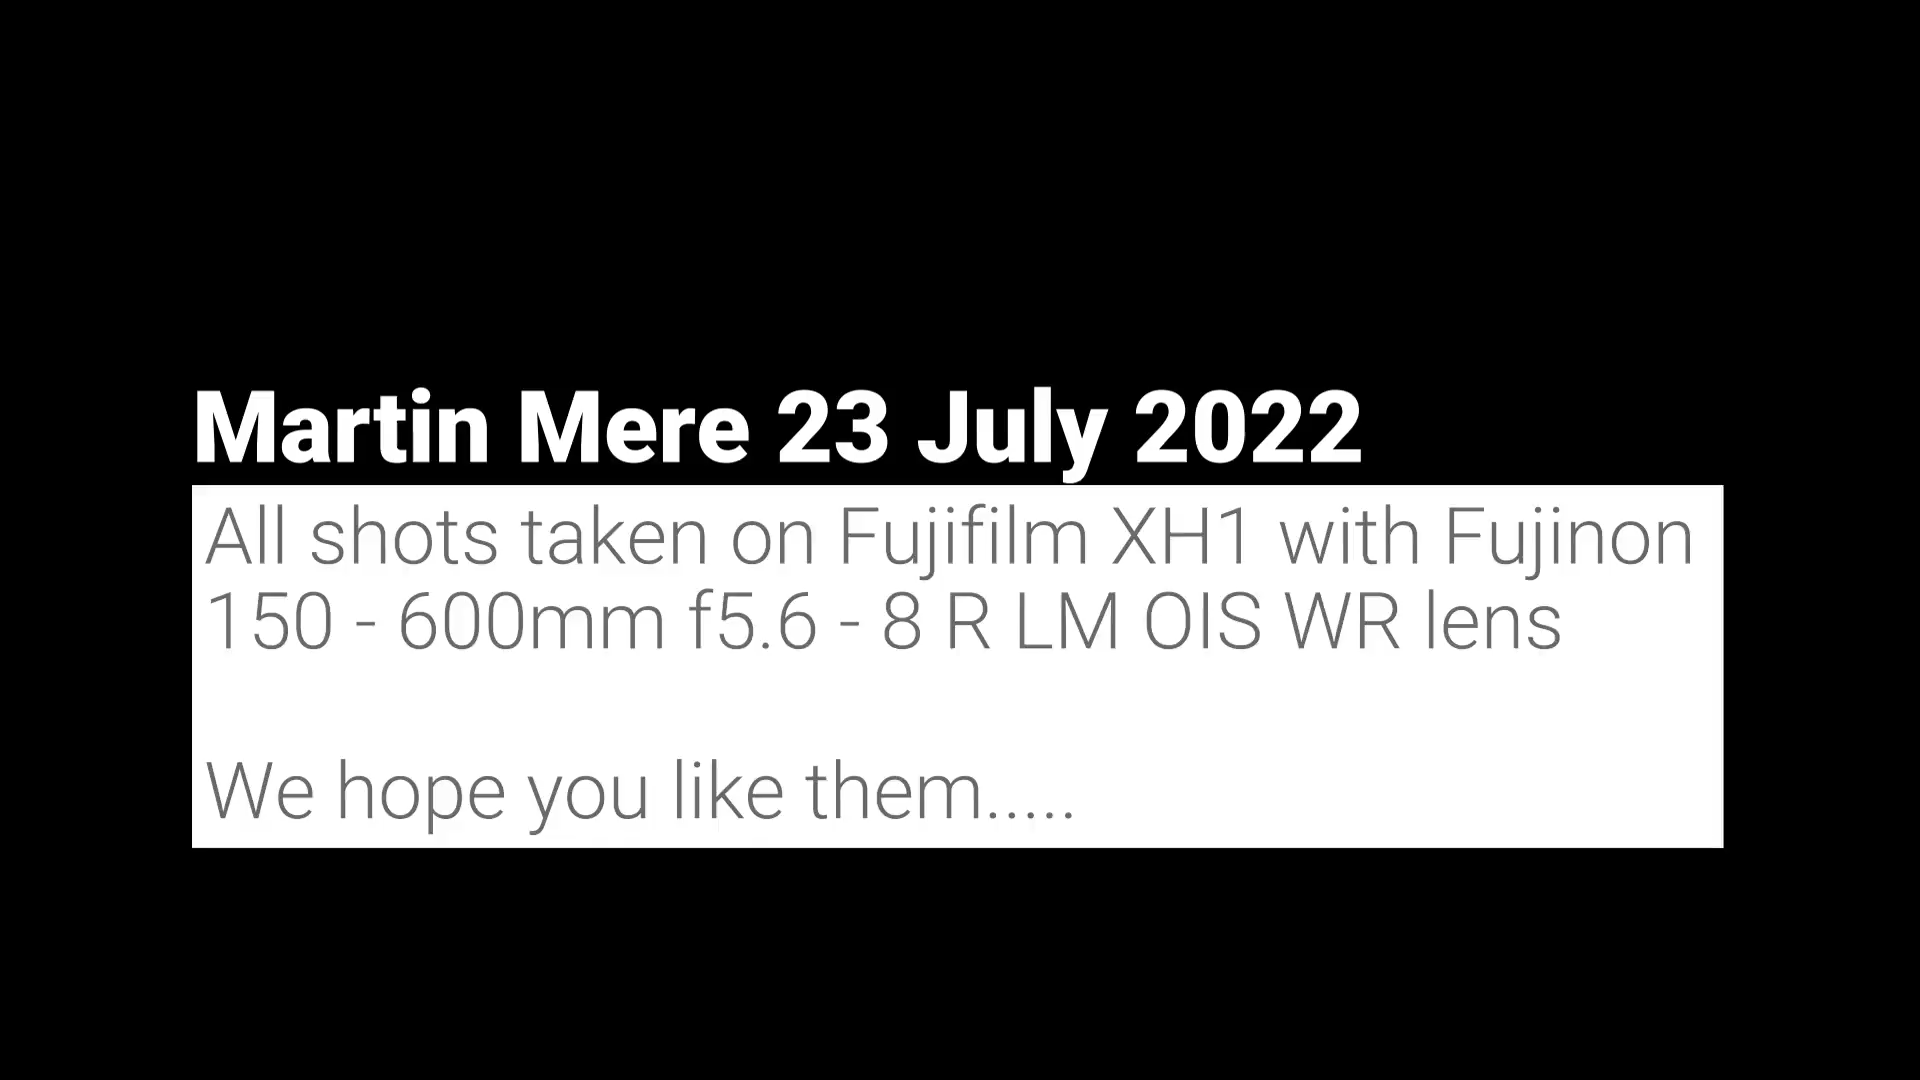 Martin Mere 23 July 2022
All shots taken on Fujifilm XH1 with Fujinon
150 - 600mm f5.6 - 8 R LM OIS WR lens
We hope you like them.....